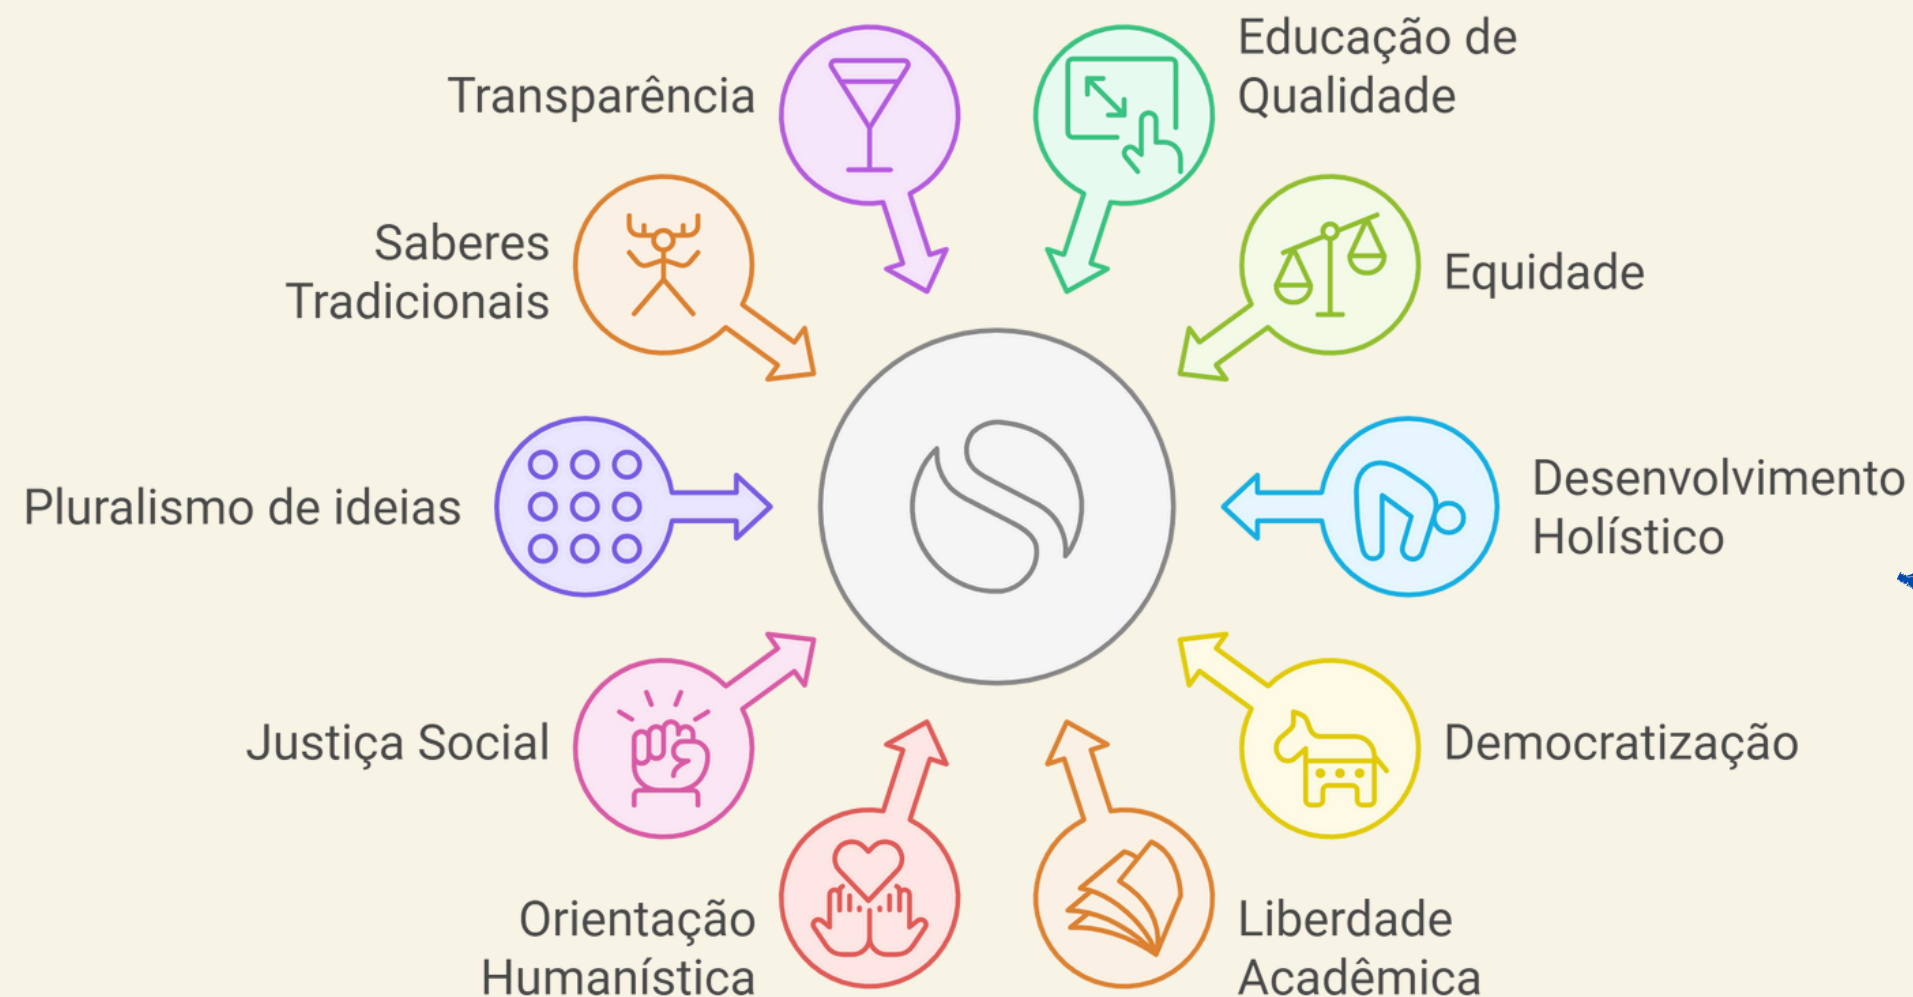 Transparência
Educação de
Qualidade
Saberes
Tradicionais
Equidade
Pluralismo de ideias
Desenvolvimento
Holístico
Justiça Social
Democratização
Orientação
Humanística
Liberdade
Acadêmica